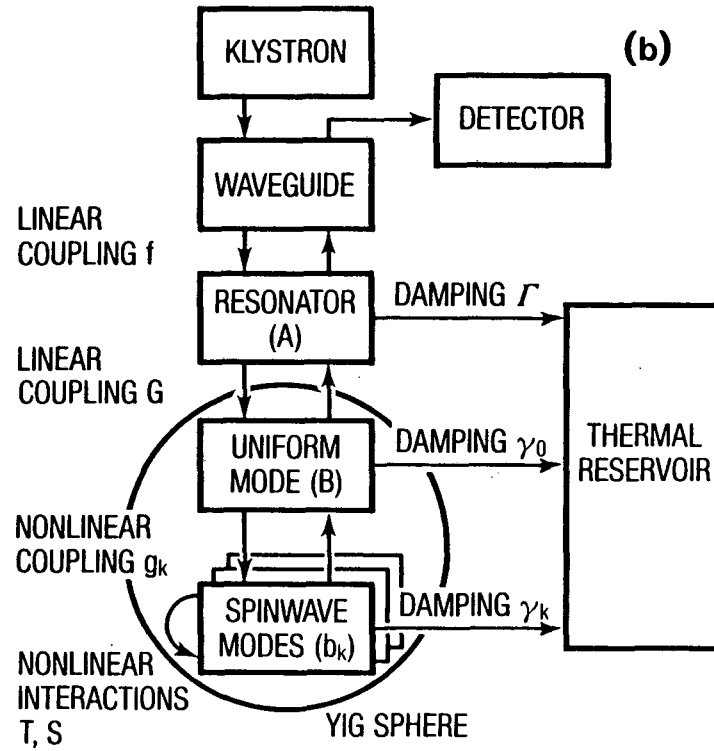 (b)
KLYSTRON
DETECTOR
WAVEGUIDE
LINEAR
COUPLING f
RESONATOR
(A)
DAMPING Γ
LINEAR
COUPLING G
UNIFORM
MODE (B)
DAMPING γ₀
THERMAL
RESERVOIR
NONLINEAR
COUPLING gₖ
SPINWAVE
MODES (bₖ)
DAMPING γₖ
NONLINEAR
INTERACTIONS
T, S
YIG SPHERE